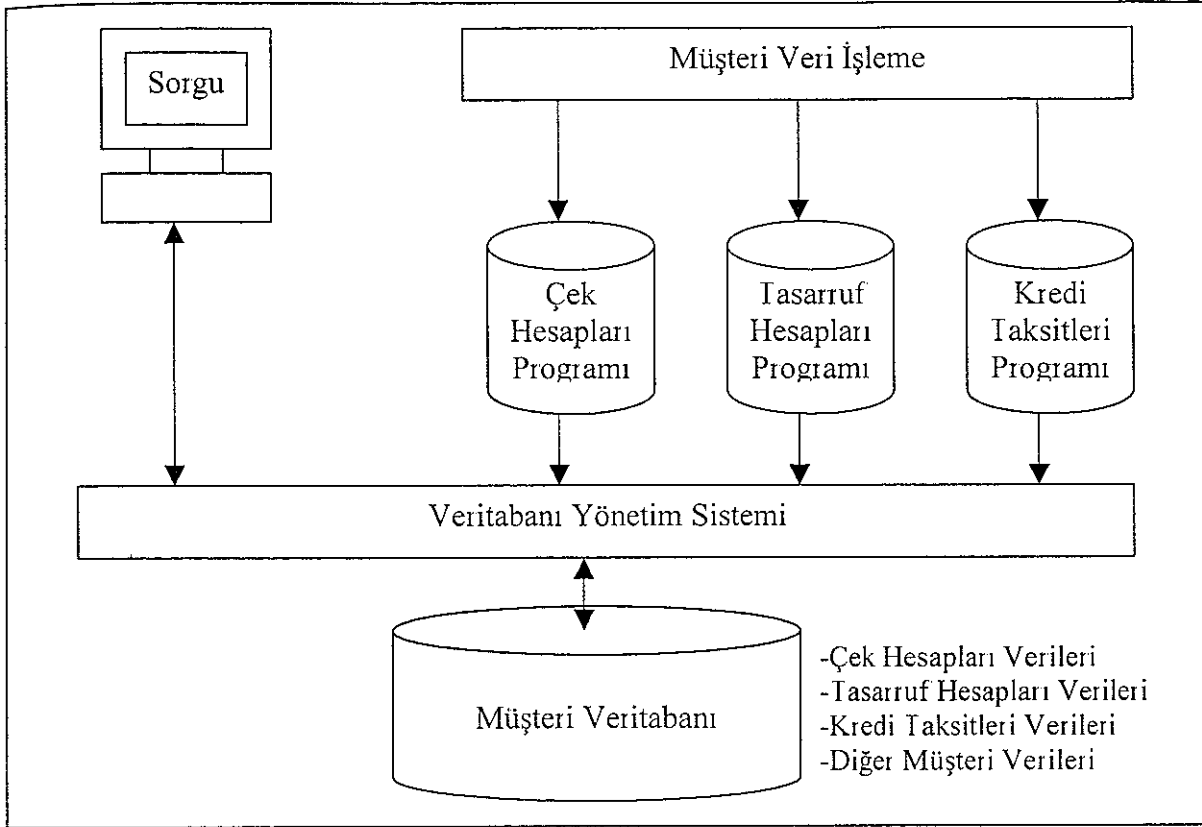 Sorgu
Müşteri Veri İşleme
Çek
Hesapları
Programı
Tasarruf
Hesapları
Programı
Kredi
Taksitleri
Programı
Veritabanı Yönetim Sistemi
Müşteri Veritabanı
-Çek Hesapları Verileri
-Tasarruf Hesapları Verileri
-Kredi Taksitleri Verileri
-Diğer Müşteri Verileri